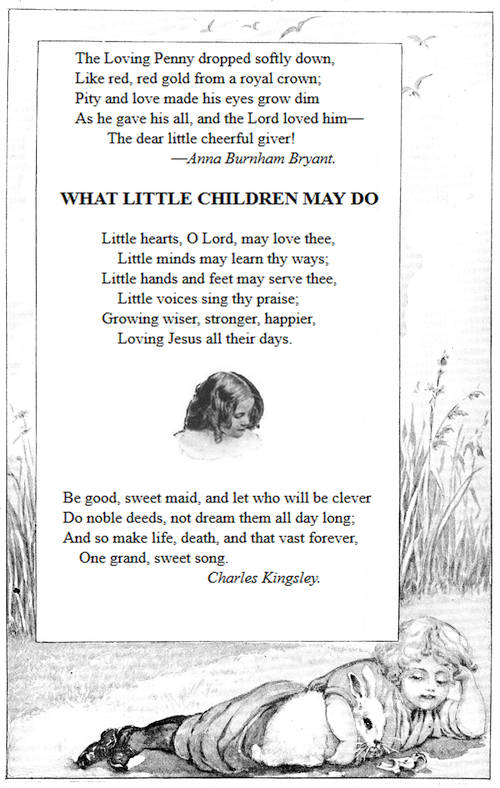 The Loving Penny dropped softly down,
Like red, red gold from a royal crown;
Pity and love made his eyes grow dim
As he gave his all, and the Lord loved him—
The dear little cheerful giver!
—Anna Burnham Bryant.
WHAT LITTLE CHILDREN MAY DO
Little hearts, O Lord, may love thee,
Little minds may learn thy ways;
Little hands and feet may serve thee,
Little voices sing thy praise;
Growing wiser, stronger, happier,
Loving Jesus all their days.
Be good, sweet maid, and let who will be clever
Do noble deeds, not dream them all day long;
And so make life, death, and that vast forever,
One grand, sweet song.
Charles Kingsley.